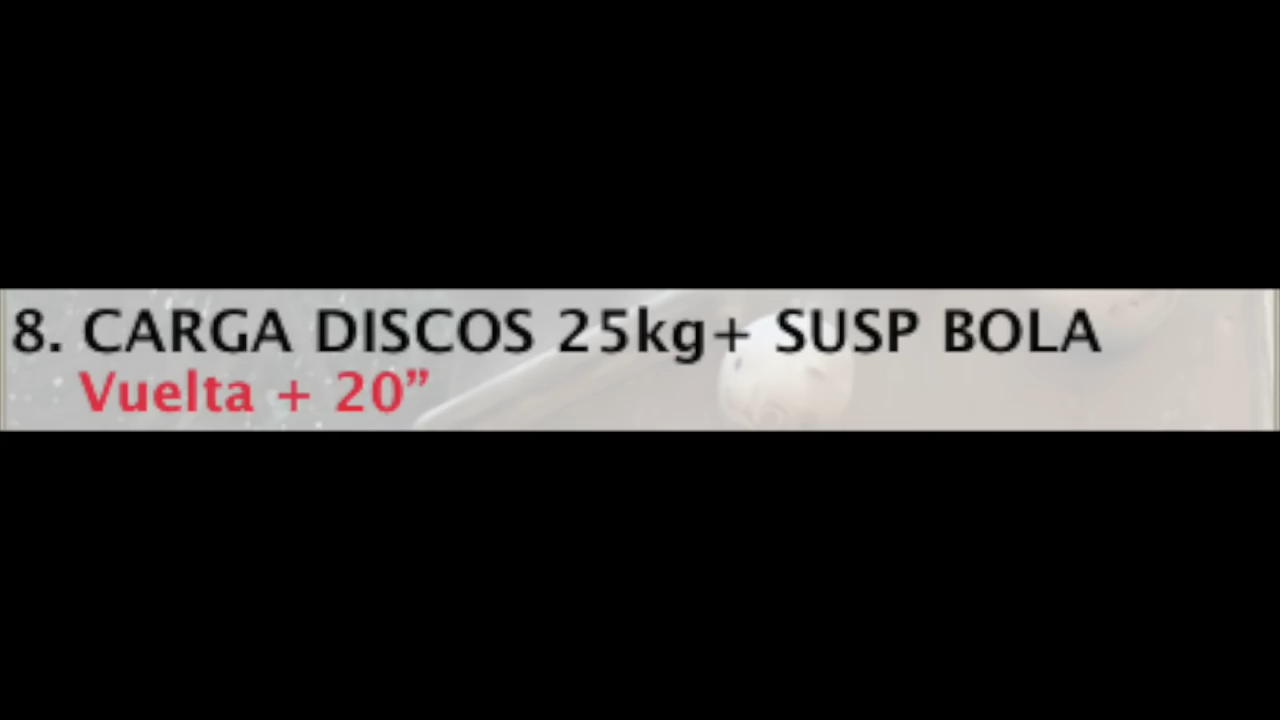 8. CARGA DISCOS 25kg+ SUSP BOLA
Vuelta + 20”